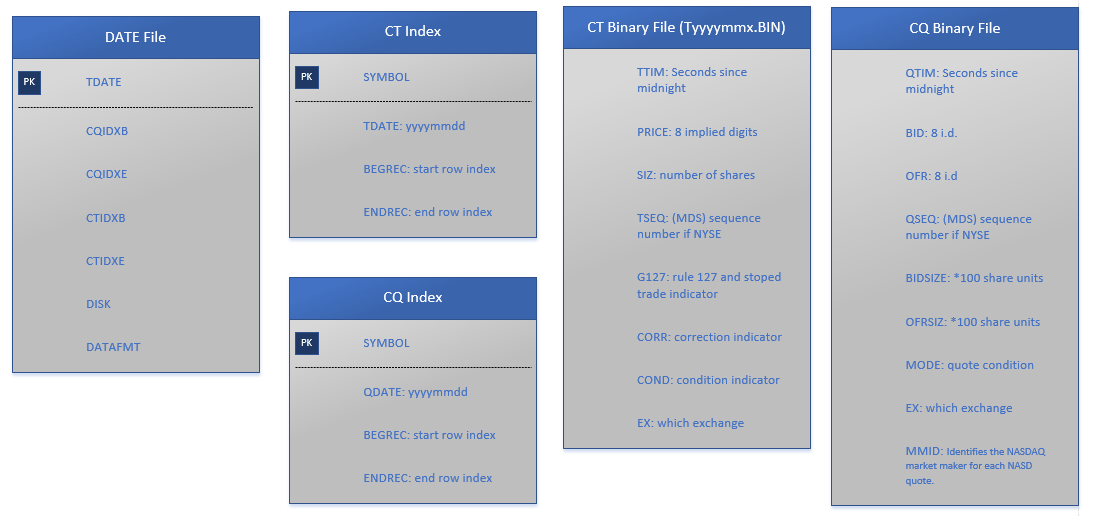 DATE File
PK
TDATE
CQIDXB
CQIDXE
CTIDXB
CTIDXE
DISK
DATAFMT
CT Index
PK
SYMBOL
TDATE: yyyymmdd
BEGREC: start row index
ENDREC: end row index
CQ Index
PK
SYMBOL
QDATE: yyyymmdd
BEGREC: start row index
ENDREC: end row index
CT Binary File (Tyyyymmx.BIN)
TTIM: Seconds since
midnight
PRICE: 8 implied digits
SIZ: number of shares
TSEQ: (MDS) sequence
number if NYSE
G127: rule 127 and stoped
trade indicator
CORR: correction indicator
COND: condition indicator
EX: which exchange
CQ Binary File
QTIM: Seconds since
midnight
BID: 8 i.d.
OFR: 8 i.d
QSEQ: (MDS) sequence
number if NYSE
BIDSIZE: *100 share units
OFRSIZ: *100 share units
MODE: quote condition
EX: which exchange
MMID: Identifies the NASDAQ
market maker for each NASD
quote.